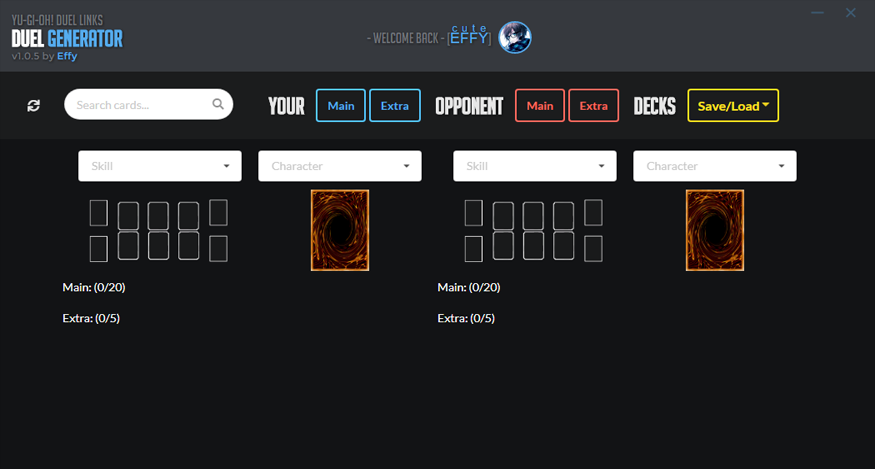 YU-GI-OH! DUEL LINKS
DUEL GENERATOR
v1.0.5 by Effy
- WELCOME BACK - [cute EFFY]
Search cards...
YOUR
Main
Extra
OPPONENT
Main
Extra
DECKS
Save/Load
Skill
Character
Skill
Character
Main: (0/20)
Main: (0/20)
Extra: (0/5)
Extra: (0/5)